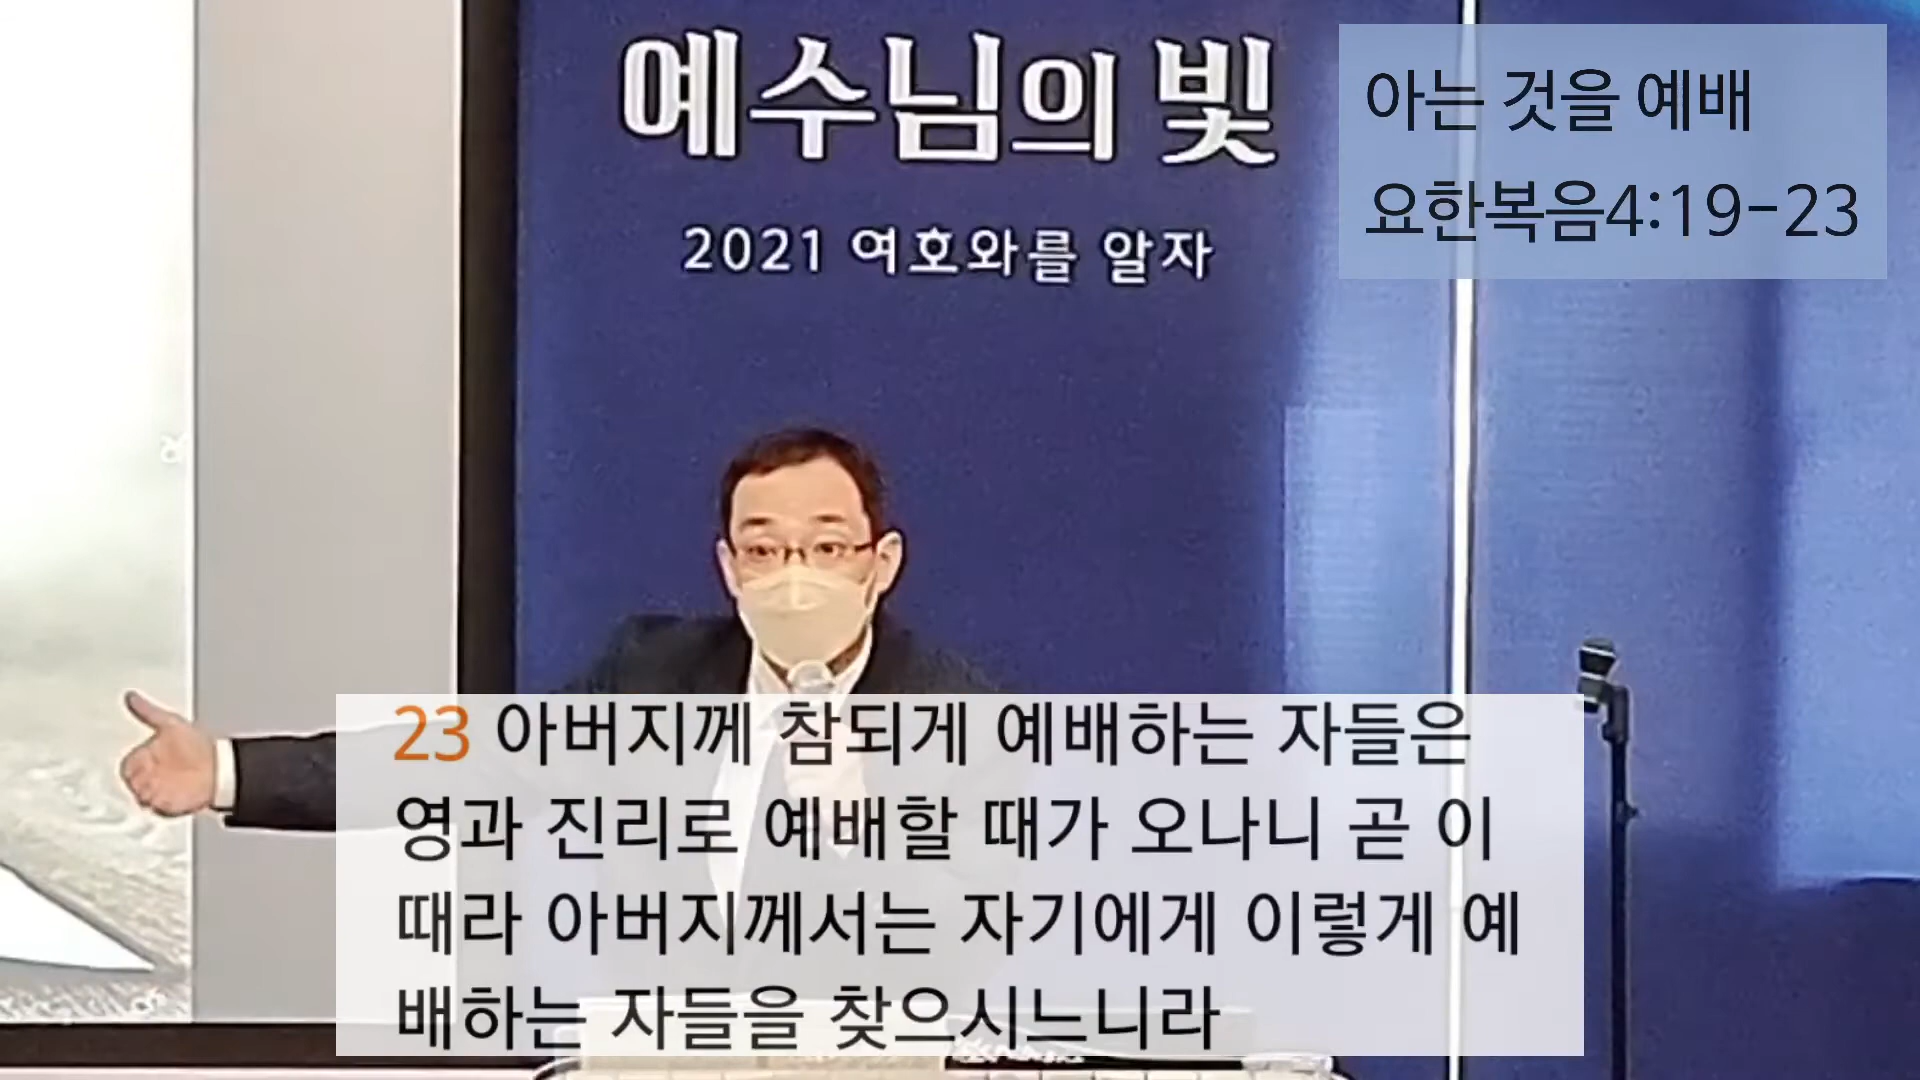 예수님의 빛
2021 여호와를 알자
아는 것을 예배
요한복음4:19-23
23 아버지께 참되게 예배하는 자들은
영과 진리로 예배할 때가 오나니 곧 이
때라 아버지께서는 자기에게 이렇게 예
배하는 자들을 찾으시느니라